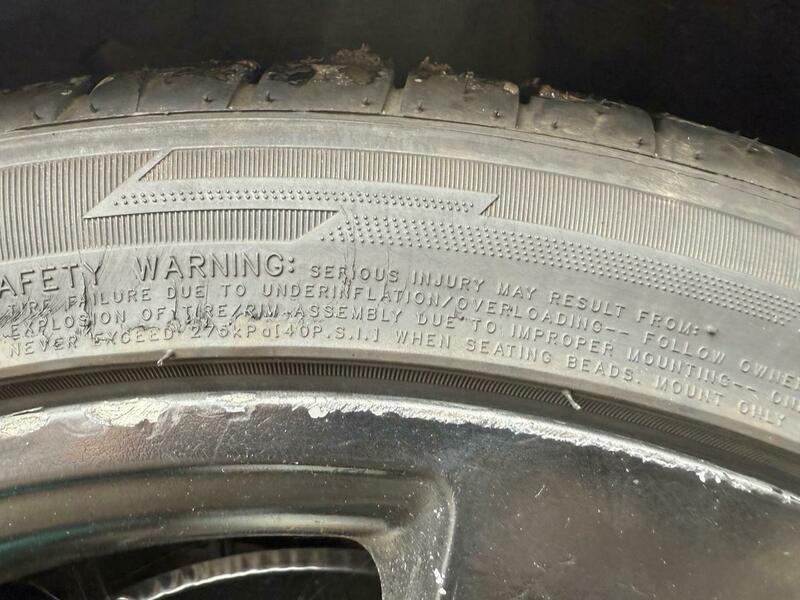 AFETY WARNING: SERIOUS INJURY MAY RESULT FROM:
TIRE FAILURE DUE TO UNDERINFLATION/OVERLOADING-- FOLLOW OWNER
EXPLOSION OF TIRE/RIM ASSEMBLY DUE TO IMPROPER MOUNTING-- ON
NEVER EXCEED 275kPa[40P.S.I.] WHEN SEATING BEADS. MOUNT ONLY